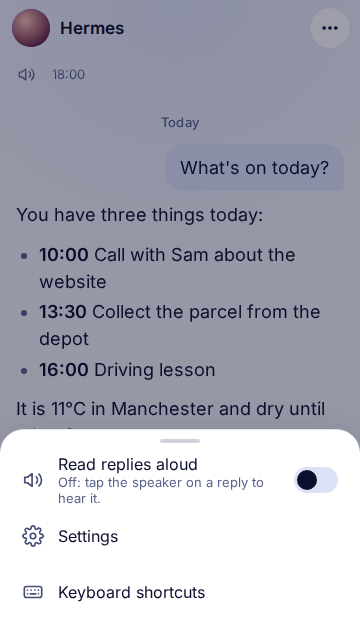 Hermes
18:00
Today
What's on today?
You have three things today:
10:00 Call with Sam about the
website
13:30 Collect the parcel from the
depot
16:00 Driving lesson
It is 11°C in Manchester and dry until
Read replies aloud
Off: tap the speaker on a reply to
hear it.
Settings
Keyboard shortcuts